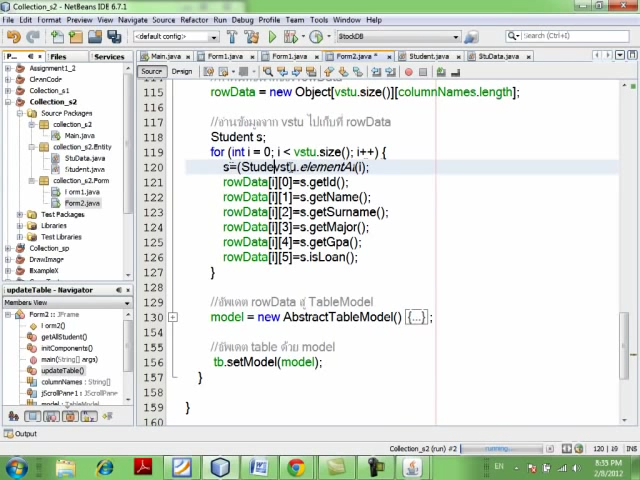 Collection_s2 - NetBeans IDE 6.7.1
File Edit View Navigate Source Refactor Run Debug Profile Team Tools Window Help
<default config> StockDB Search (Ctrl+I)
Main.java Form1.java Form1.java Form2.java * Student.java StuData.java
Source Design
Assignment1_2
CleanCode
Collection_s1
Collection_s2
Source Packages
collection_s2
Main.java
collection_s2.Entity
StuData.java
Student.java
collection_s2.Form
Form1.java
Form2.java
Test Packages
Libraries
Test Libraries
Collection_sp
DrawImage
ExampleX
updateTable() - Navigator
Members View
Form2 :: JFrame
Form2()
getAllStudent()
initComponents()
main(String[] args)
updateTable()
columnNames : String[]
jScrollPane1 : JScrollPane
115 rowData = new Object[vstu.size()][columnNames.length];
116
117 //อ่านข้อมูลจาก vstu ไปเก็บที่ rowData
118 Student s;
119 for (int i = 0; i < vstu.size(); i++) {
120 s=(Studevstu.elementAt(i);
121 rowData[i][0]=s.getId();
122 rowData[i][1]=s.getName();
123 rowData[i][2]=s.getSurname();
124 rowData[i][3]=s.getMajor();
125 rowData[i][4]=s.getGpa();
126 rowData[i][5]=s.isLoan();
127 }
128
129 //อัพเดต rowData สู่ TableModel
130 model = new AbstractTableModel() {...} ;
154
155 //อัพเดต table ด้วย model
156 tb.setModel(model);
157 }
158
159 }
160
Output
Collection_s2 (run) #2 running... 120 | 19 INS
EN 8:35 PM
2/8/2012